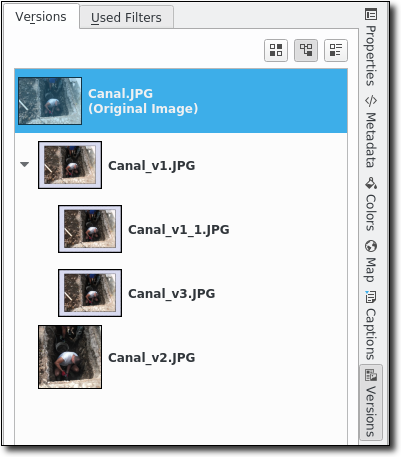 Versions
Used Filters
Canal.JPG
(Original Image)
Canal_v1.JPG
Canal_v1_1.JPG
Canal_v3.JPG
Canal_v2.JPG
Properties
Metadata
Colors
Map
Captions
Versions